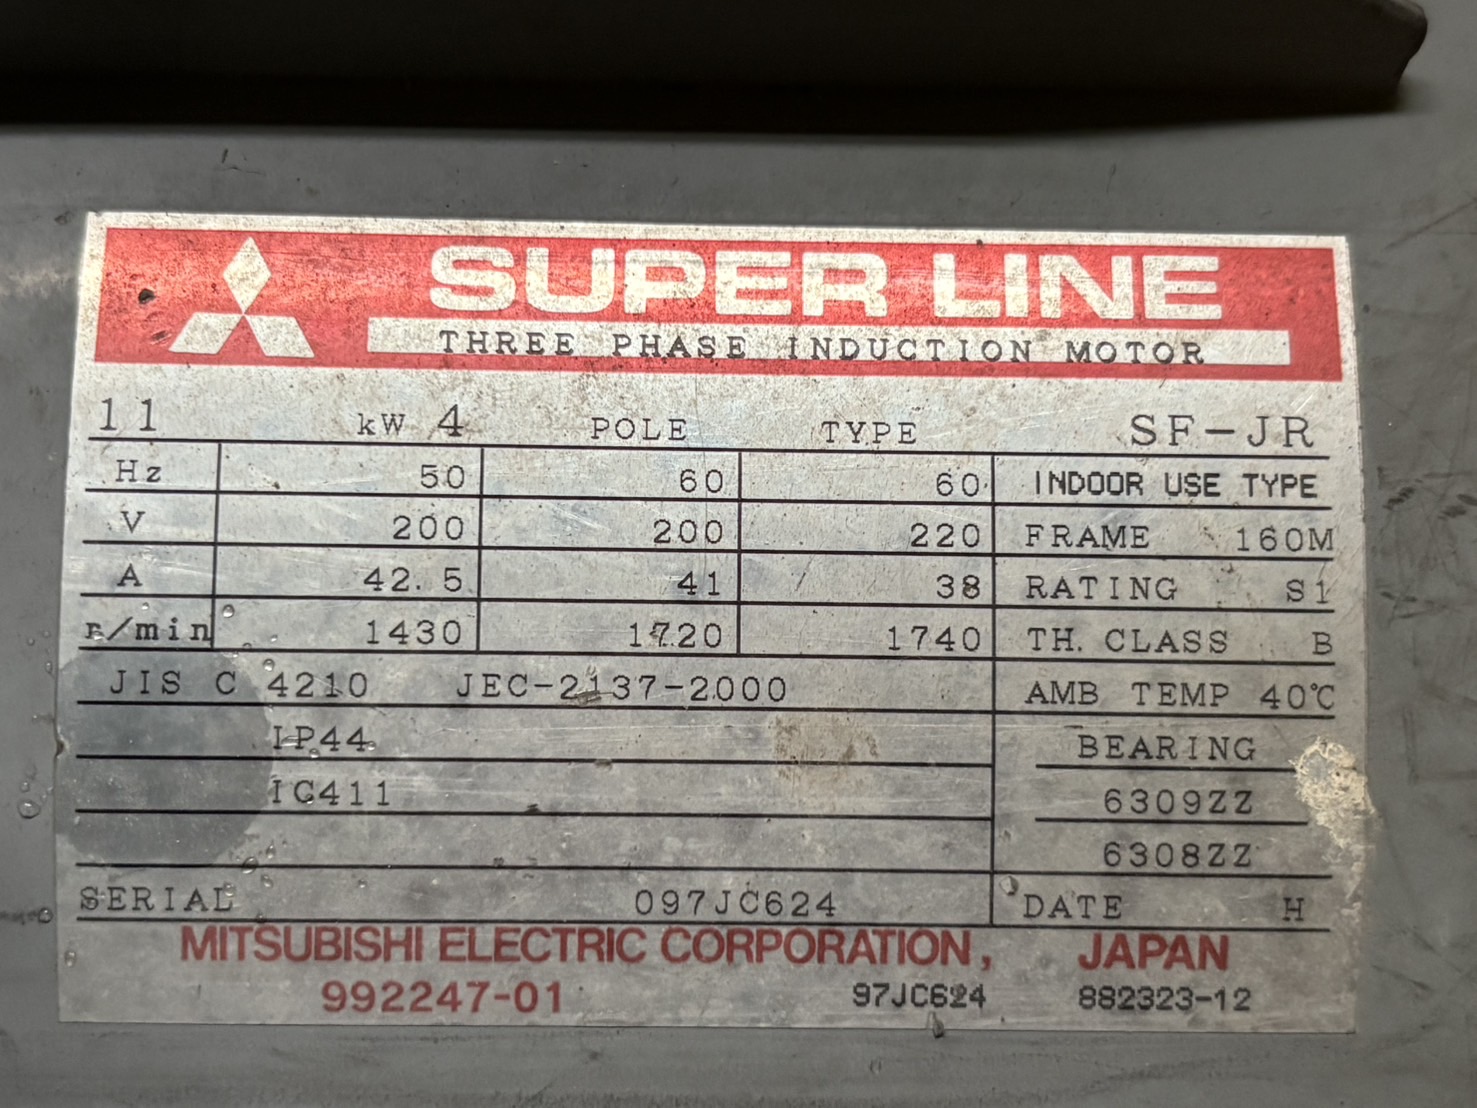 SUPER LINE
THREE PHASE INDUCTION MOTOR
11 kW 4 POLE TYPE SF-JR
Hz 50 60 60 INDOOR USE TYPE
V 200 200 220 FRAME 160M
A 42.5 41 38 RATING S1
r/min 1430 1720 1740 TH. CLASS B
JIS C 4210 JEC-2137-2000 AMB TEMP 40℃
IP44 BEARING
IC411 6309ZZ
6308ZZ
SERIAL 097JC624 DATE H
MITSUBISHI ELECTRIC CORPORATION, JAPAN
992247-01 97JC624 882323-12